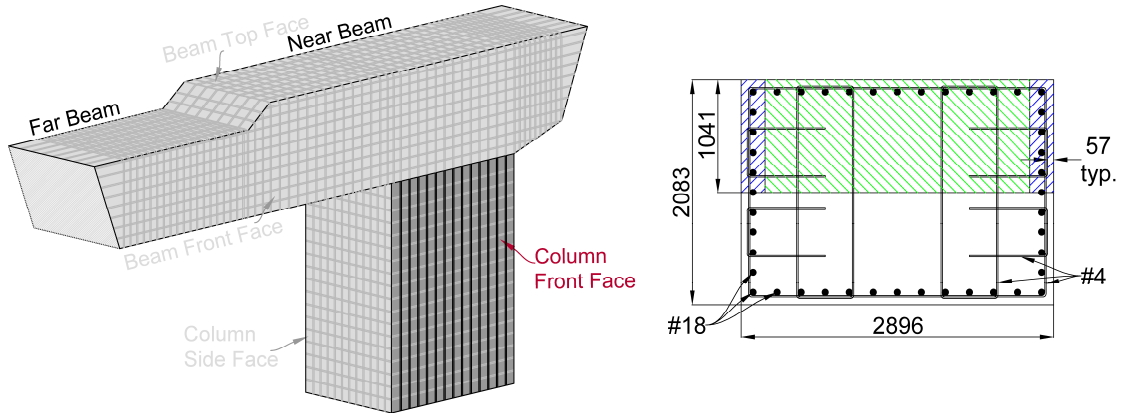 Beam Top Face
Near Beam
Far Beam
Beam Front Face
Column
Front Face
Column
Side Face
1041
2083
57
typ.
#4
#18
2896